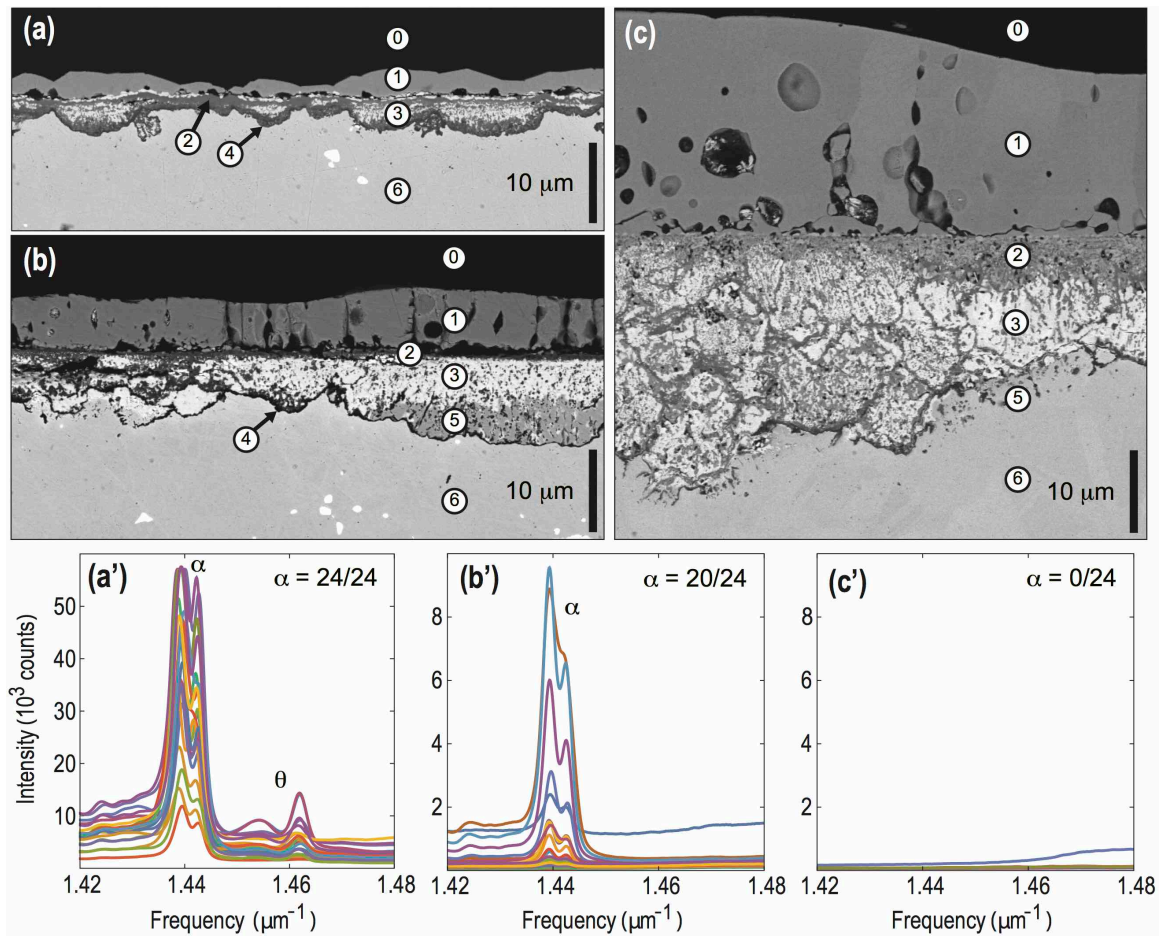 (a)
0
1
3
2
4
6
10 μm
(b)
0
1
2
3
4
5
6
10 μm
(c)
0
1
2
3
5
6
10 μm
(a')
α
α = 24/24
θ
50
40
30
20
10
1.42
1.44
1.46
1.48
Intensity (10³ counts)
Frequency (μm⁻¹)
(b')
α
α = 20/24
8
6
4
2
1.42
1.44
1.46
1.48
Frequency (μm⁻¹)
(c')
α = 0/24
8
6
4
2
1.42
1.44
1.46
1.48
Frequency (μm⁻¹)